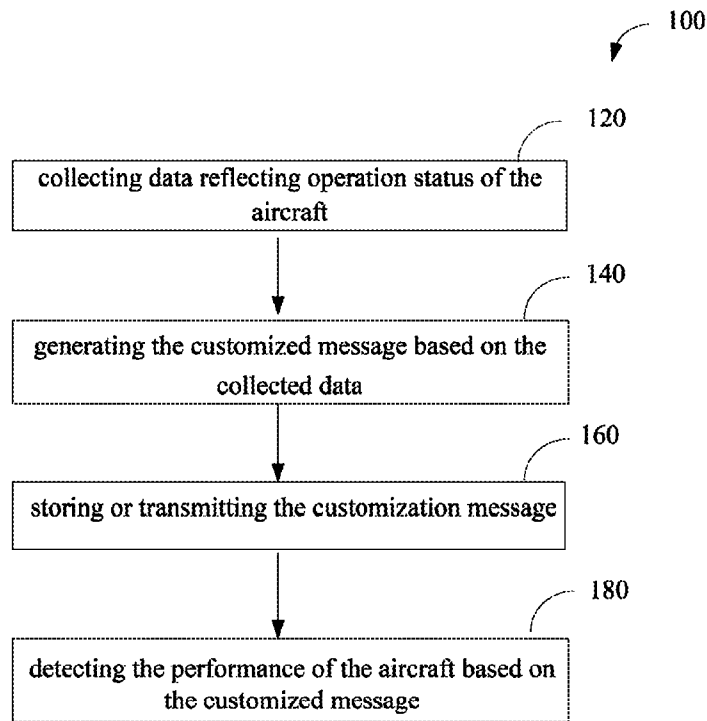 100
120
collecting data reflecting operation status of the
aircraft
140
generating the customized message based on the
collected data
160
storing or transmitting the customization message
180
detecting the performance of the aircraft based on
the customized message